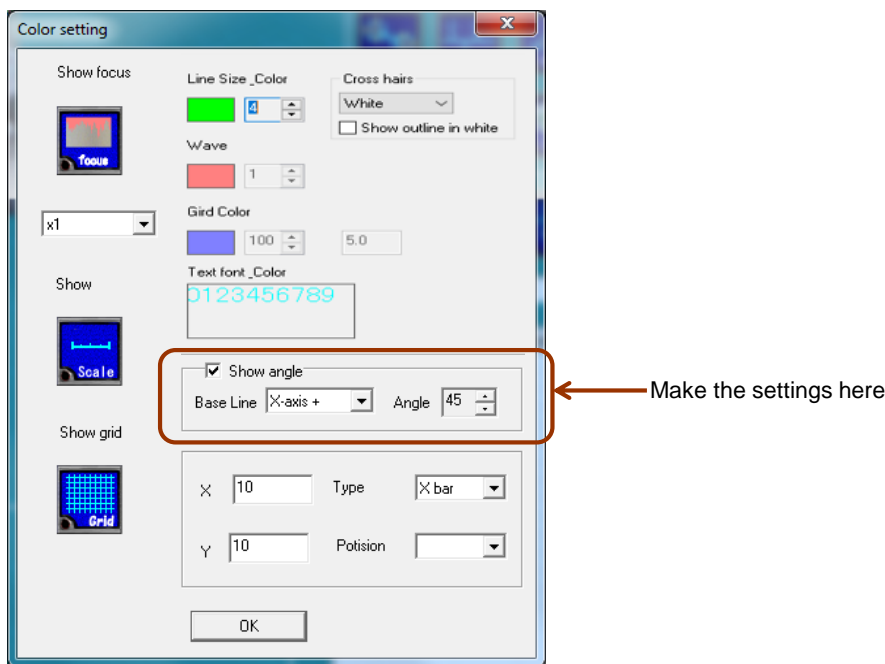 Color setting
Show focus
focus
x1
Show
Scale
Show grid
Grid
Line Size _Color
4
Cross hairs
White
Show outline in white
Wave
1
Gird Color
100
5.0
Text font _Color
0123456789
Show angle
Base Line X-axis + Angle 45
Make the settings here
X 10 Type X bar
Y 10 Potision
OK